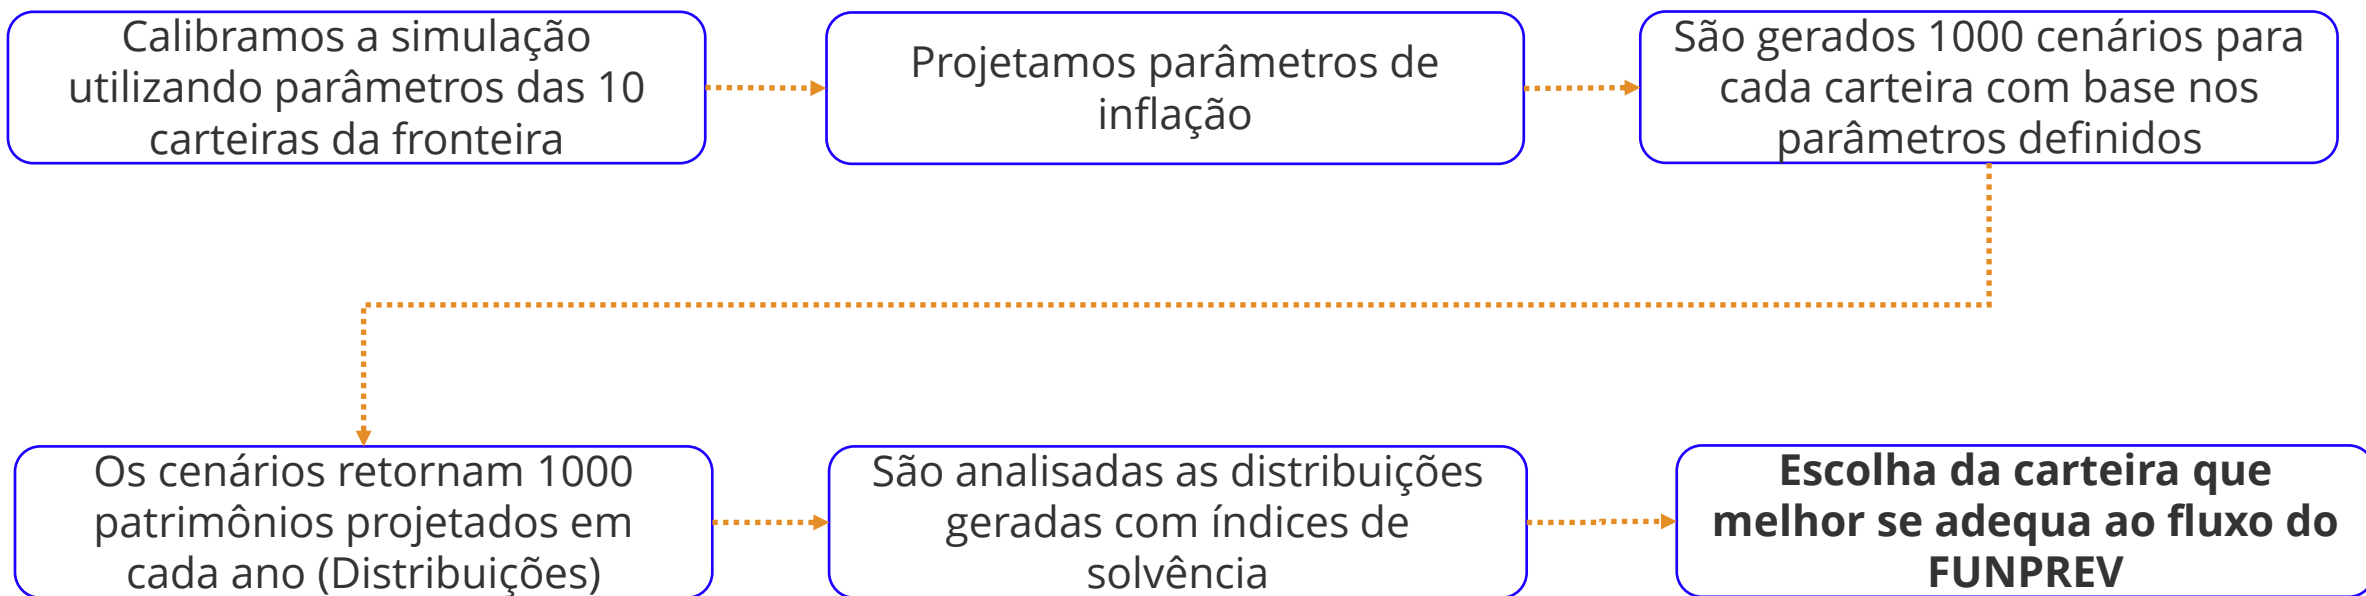 Calibramos a simulação
utilizando parâmetros das 10
carteiras da fronteira
Projetamos parâmetros de
inflação
São gerados 1000 cenários para
cada carteira com base nos
parâmetros definidos
Os cenários retornam 1000
patrimônios projetados em
cada ano (Distribuições)
São analisadas as distribuições
geradas com índices de
solvência
Escolha da carteira que
melhor se adequa ao fluxo do
FUNPREV